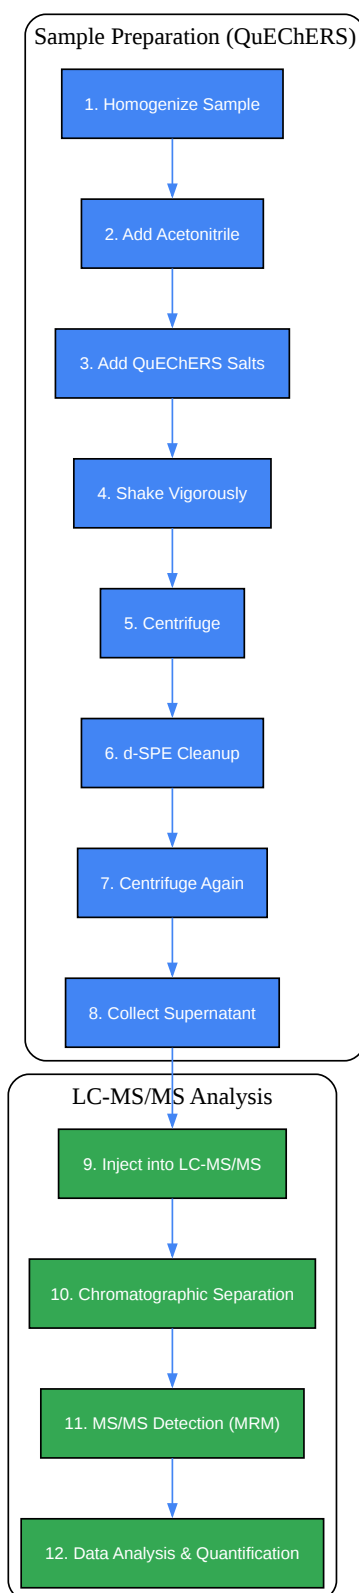 Sample Preparation (QuEChERS)
1. Homogenize Sample
2. Add Acetonitrile
3. Add QuEChERS Salts
4. Shake Vigorously
5. Centrifuge
6. d-SPE Cleanup
7. Centrifuge Again
8. Collect Supernatant
LC-MS/MS Analysis
9. Inject into LC-MS/MS
10. Chromatographic Separation
11. MS/MS Detection (MRM)
12. Data Analysis & Quantification